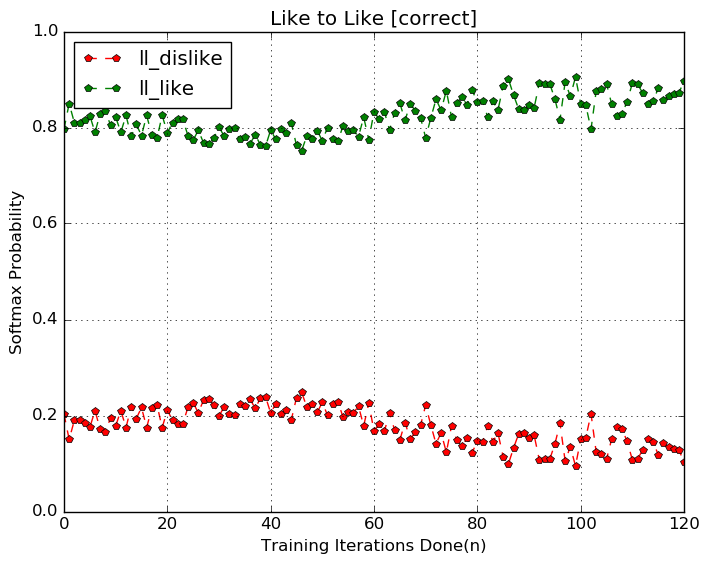 Like to Like [correct]
1.0
0.8
0.6
0.4
0.2
0.0
ll_dislike
ll_like
Softmax Probability
0 20 40 60 80 100 120
Training Iterations Done(n)